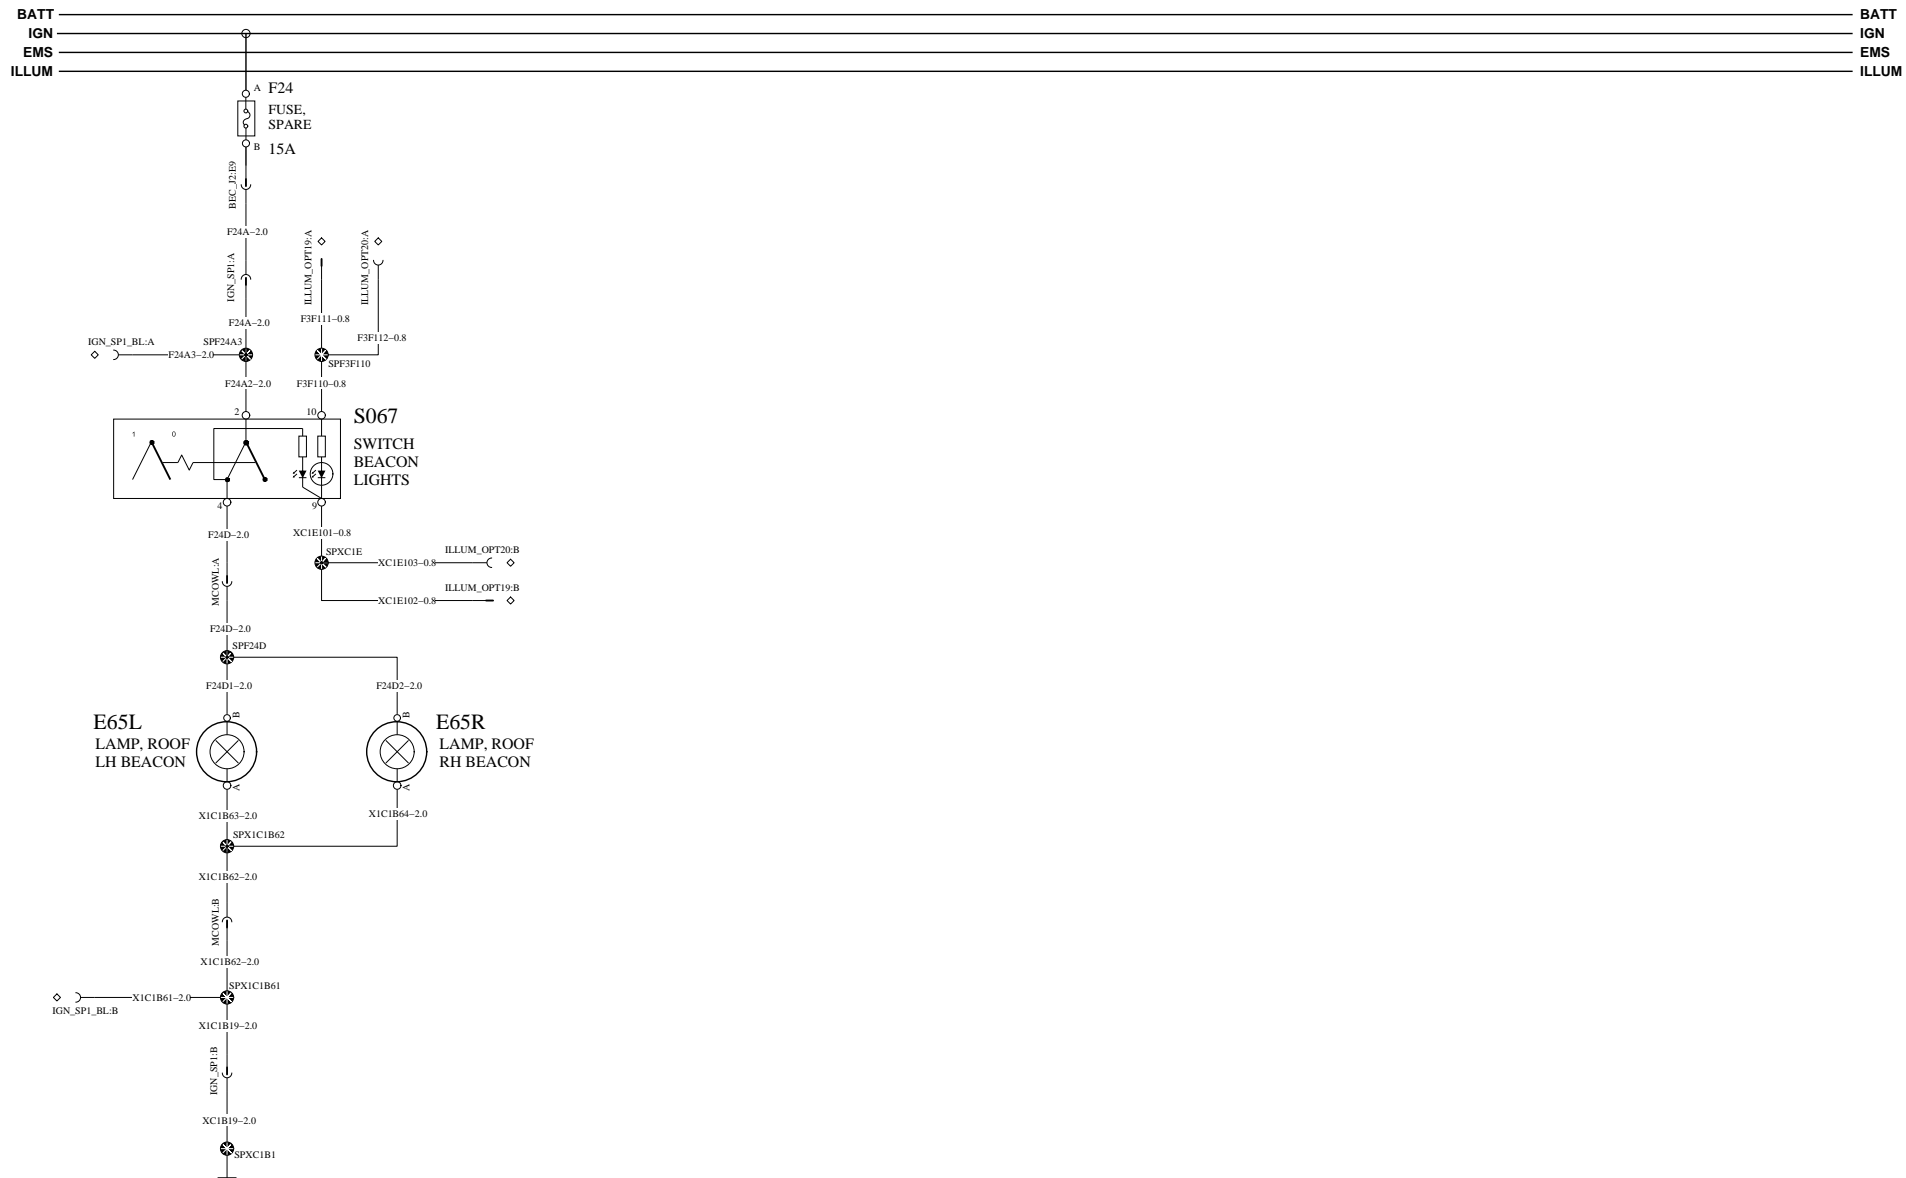 BATT BATT
IGN IGN
EMS EMS
ILLUM ILLUM
A F24
FUSE,
SPARE
B 15A
BEC_J2:E9
F24A−2.0
IGN_SP1:A
ILLUM_OPT19:A
ILLUM_OPT20:A
F24A−2.0
F3F111−0.8
F3F112−0.8
IGN_SP1_BL:A
SPF24A3
F24A3−2.0
SPF3F110
F24A2−2.0
F3F110−0.8
2
10
S067
1
0
SWITCH
BEACON
LIGHTS
4
9
F24D−2.0
XC1E101−0.8
SPXC1E
ILLUM_OPT20:B
XC1E103−0.8
MCOWL:A
ILLUM_OPT19:B
XC1E102−0.8
F24D−2.0
SPF24D
F24D1−2.0
F24D2−2.0
E65L
B
B
E65R
LAMP, ROOF
LH BEACON
LAMP, ROOF
RH BEACON
A
A
X1C1B63−2.0
X1C1B64−2.0
SPX1C1B62
X1C1B62−2.0
MCOWL:B
X1C1B62−2.0
SPX1C1B61
X1C1B61−2.0
IGN_SP1_BL:B
X1C1B19−2.0
IGN_SP1:B
XC1B19−2.0
SPXC1B1